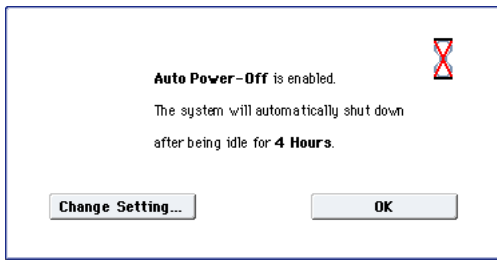 Auto Power-Off is enabled.
The system will automatically shut down
after being idle for 4 Hours.
Change Setting... OK